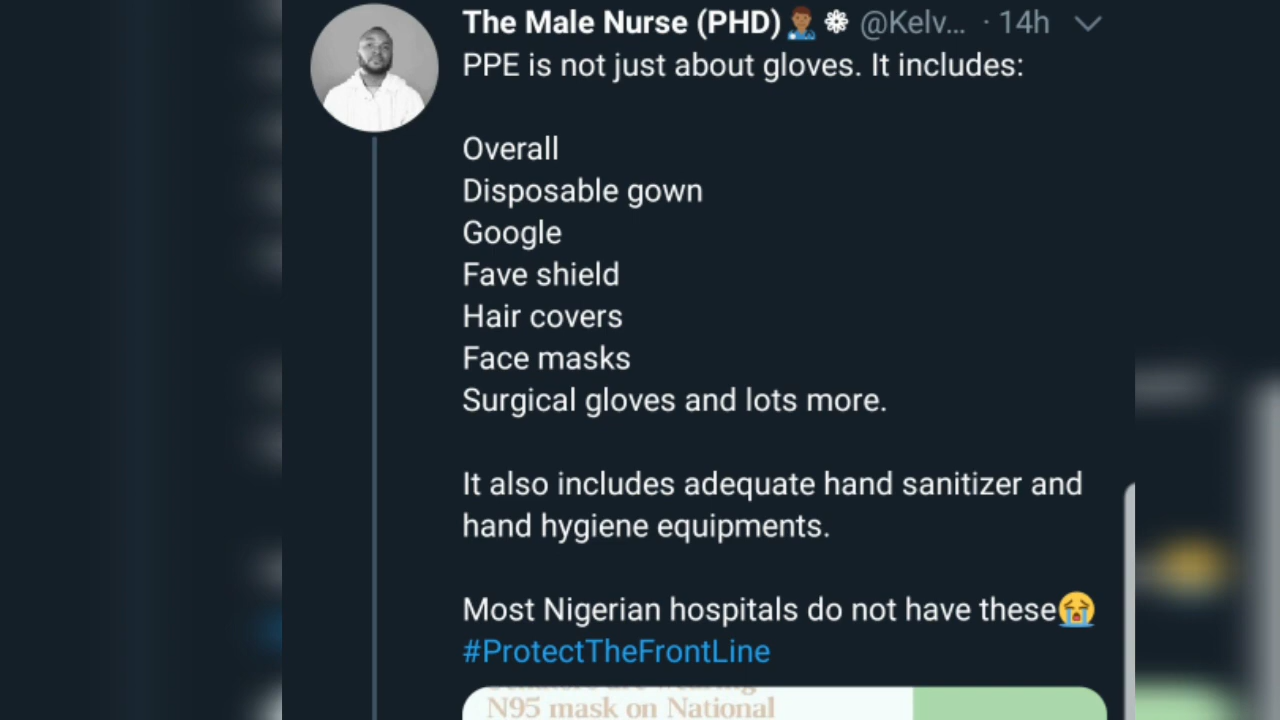 The Male Nurse (PHD) @Kelv... · 14h
PPE is not just about gloves. It includes:
Overall
Disposable gown
Google
Fave shield
Hair covers
Face masks
Surgical gloves and lots more.
It also includes adequate hand sanitizer and
hand hygiene equipments.
Most Nigerian hospitals do not have these😭
#ProtectTheFrontLine
N95 mask on National